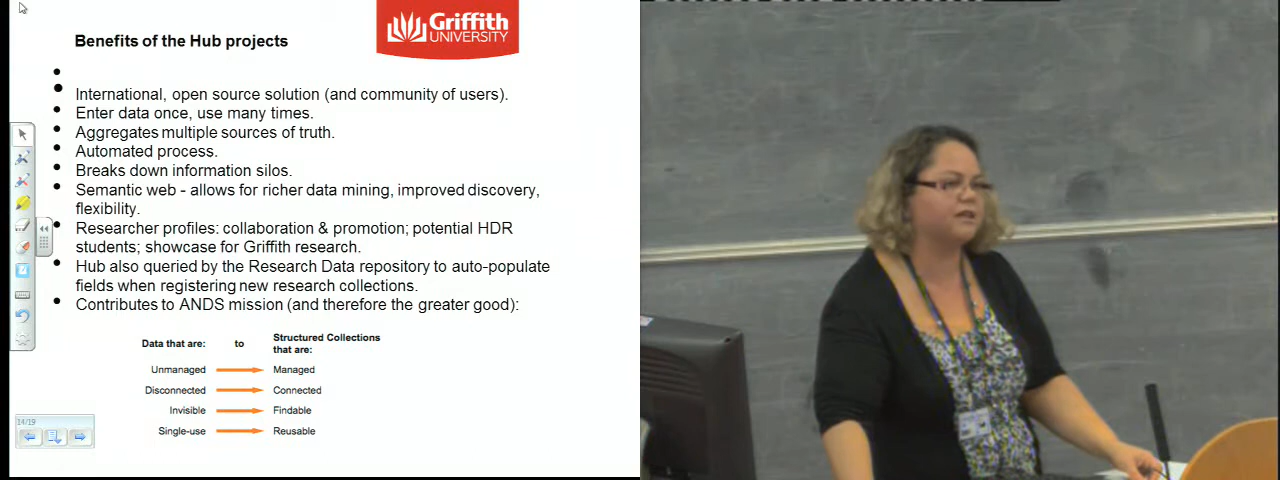 Griffith
UNIVERSITY
Benefits of the Hub projects
International, open source solution (and community of users).
Enter data once, use many times.
Aggregates multiple sources of truth.
Automated process.
Breaks down information silos.
Semantic web - allows for richer data mining, improved discovery,
flexibility.
Researcher profiles: collaboration & promotion; potential HDR
students; showcase for Griffith research.
Hub also queried by the Research Data repository to auto-populate
fields when registering new research collections.
Contributes to ANDS mission (and therefore the greater good):
Data that are: to Structured Collections
that are:
Unmanaged Managed
Disconnected Connected
Invisible Findable
Single-use Reusable
14/19